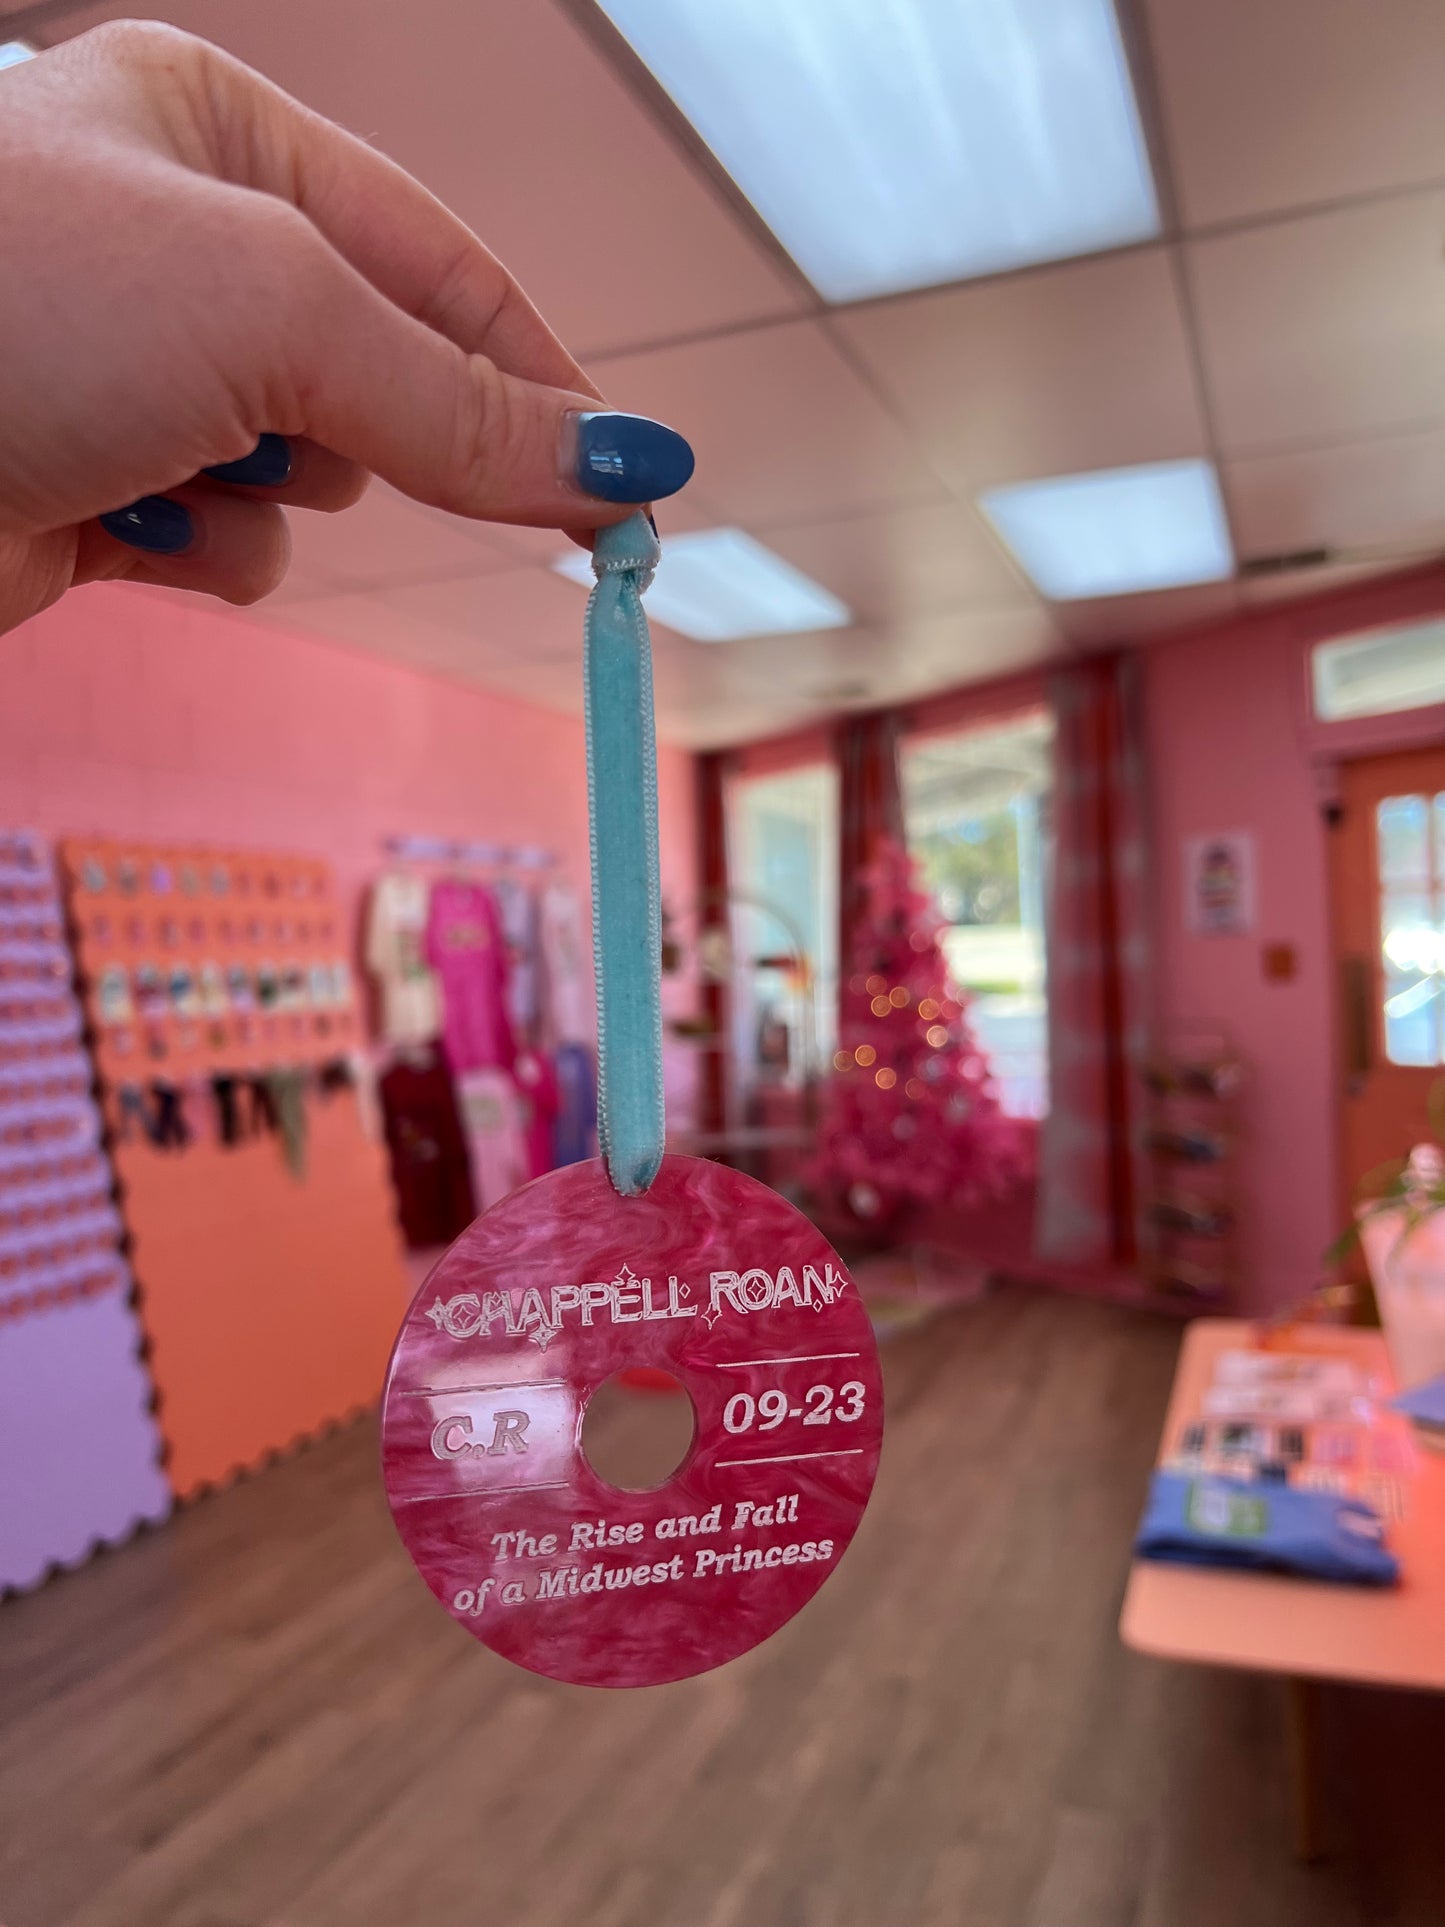 CHAPPELL ROAN
C.R
09-23
The Rise and Fall
of a Midwest Princess